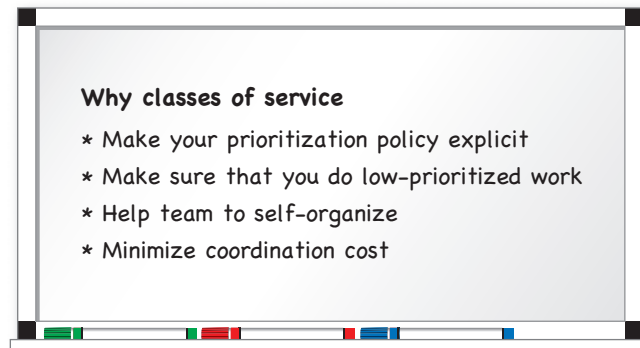 Why classes of service
* Make your prioritization policy explicit
* Make sure that you do low-prioritized work
* Help team to self-organize
* Minimize coordination cost